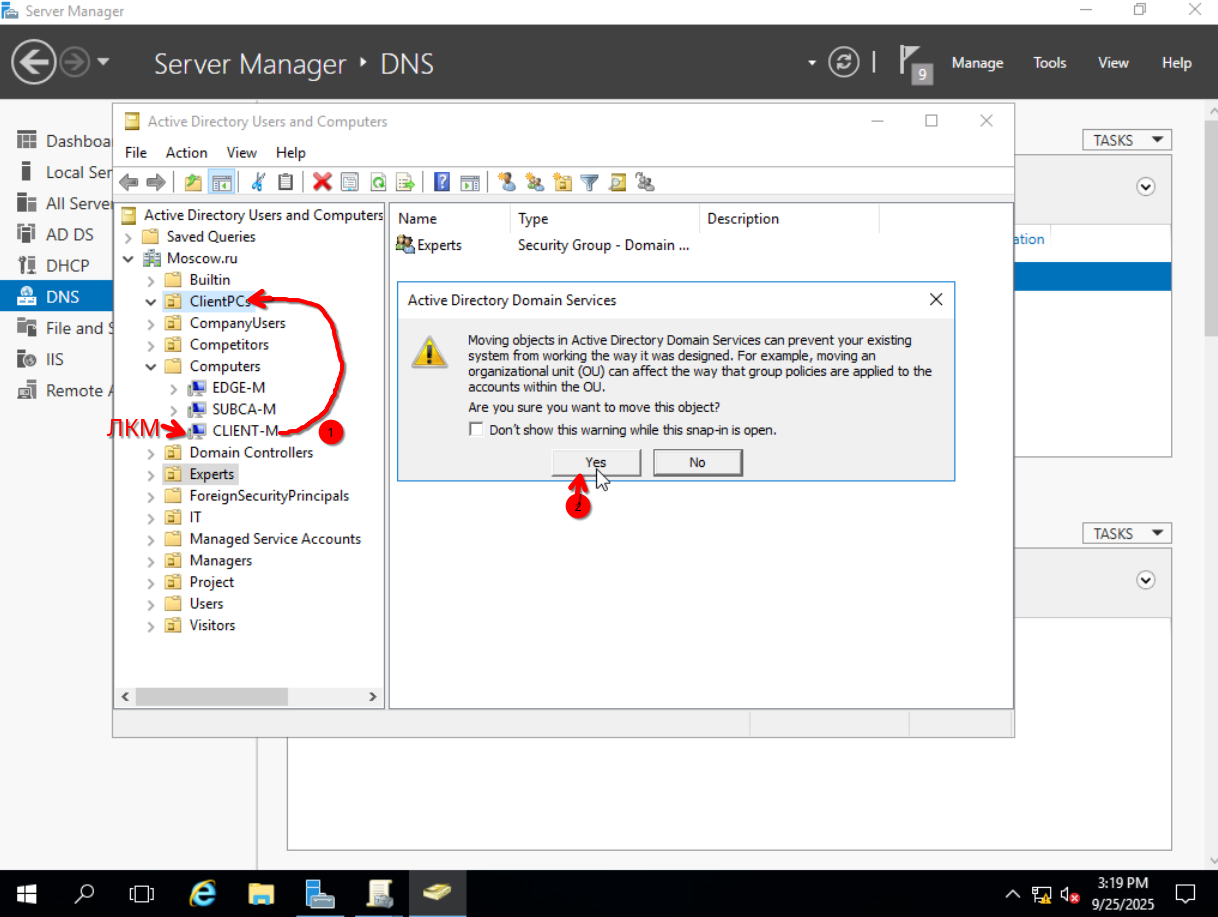 Server Manager
Server Manager • DNS
9
Manage
Tools
View
Help
Dashboa
Local Ser
All Server
AD DS
DHCP
DNS
File and S
IIS
Remote A
TASKS
ation
TASKS
Active Directory Users and Computers
File Action View Help
Active Directory Users and Computers
Saved Queries
Moscow.ru
Builtin
ClientPCs
CompanyUsers
Competitors
Computers
EDGE-M
SUBCA-M
ЛКМ
CLIENT-M
1
Domain Controllers
Experts
ForeignSecurityPrincipals
IT
Managed Service Accounts
Managers
Project
Users
Visitors
Name Type Description
Experts Security Group - Domain ...
Active Directory Domain Services
Moving objects in Active Directory Domain Services can prevent your existing
system from working the way it was designed. For example, moving an
organizational unit (OU) can affect the way that group policies are applied to the
accounts within the OU.
Are you sure you want to move this object?
Don't show this warning while this snap-in is open.
Yes No
2
3:19 PM
9/25/2025